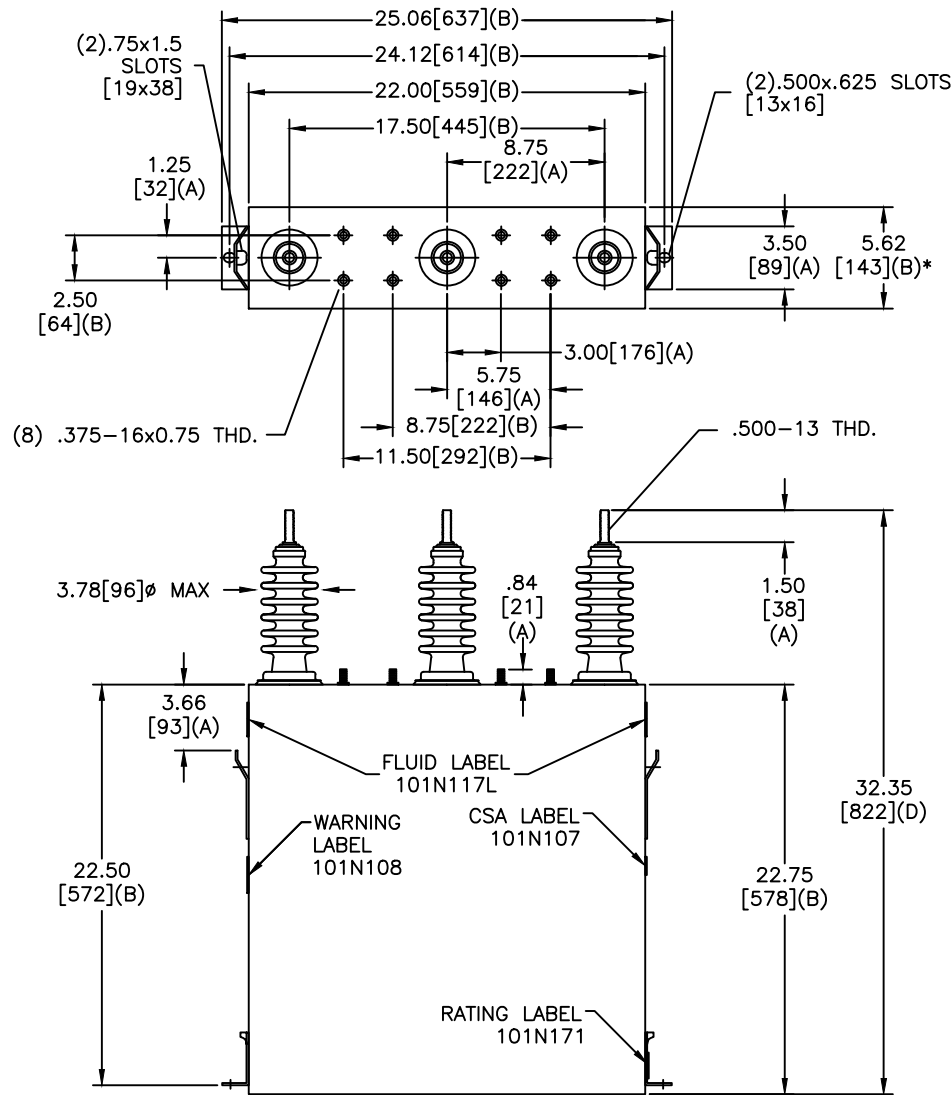 25.06[637](B)
(2).75x1.5
SLOTS
[19x38]
24.12[614](B)
22.00[559](B)
(2).500x.625 SLOTS
[13x16]
17.50[445](B)
8.75
[222](A)
1.25
[32](A)
3.50
[89](A)
5.62
[143](B)*
2.50
[64](B)
3.00[176](A)
5.75
[146](A)
(8) .375-16x0.75 THD.
8.75[222](B)
.500-13 THD.
11.50[292](B)
3.78[96]ø MAX
.84
[21]
(A)
1.50
[38]
(A)
3.66
[93](A)
FLUID LABEL
101N117L
32.35
[822](D)
WARNING
LABEL
101N108
CSA LABEL
101N107
22.50
[572](B)
22.75
[578](B)
RATING LABEL
101N171